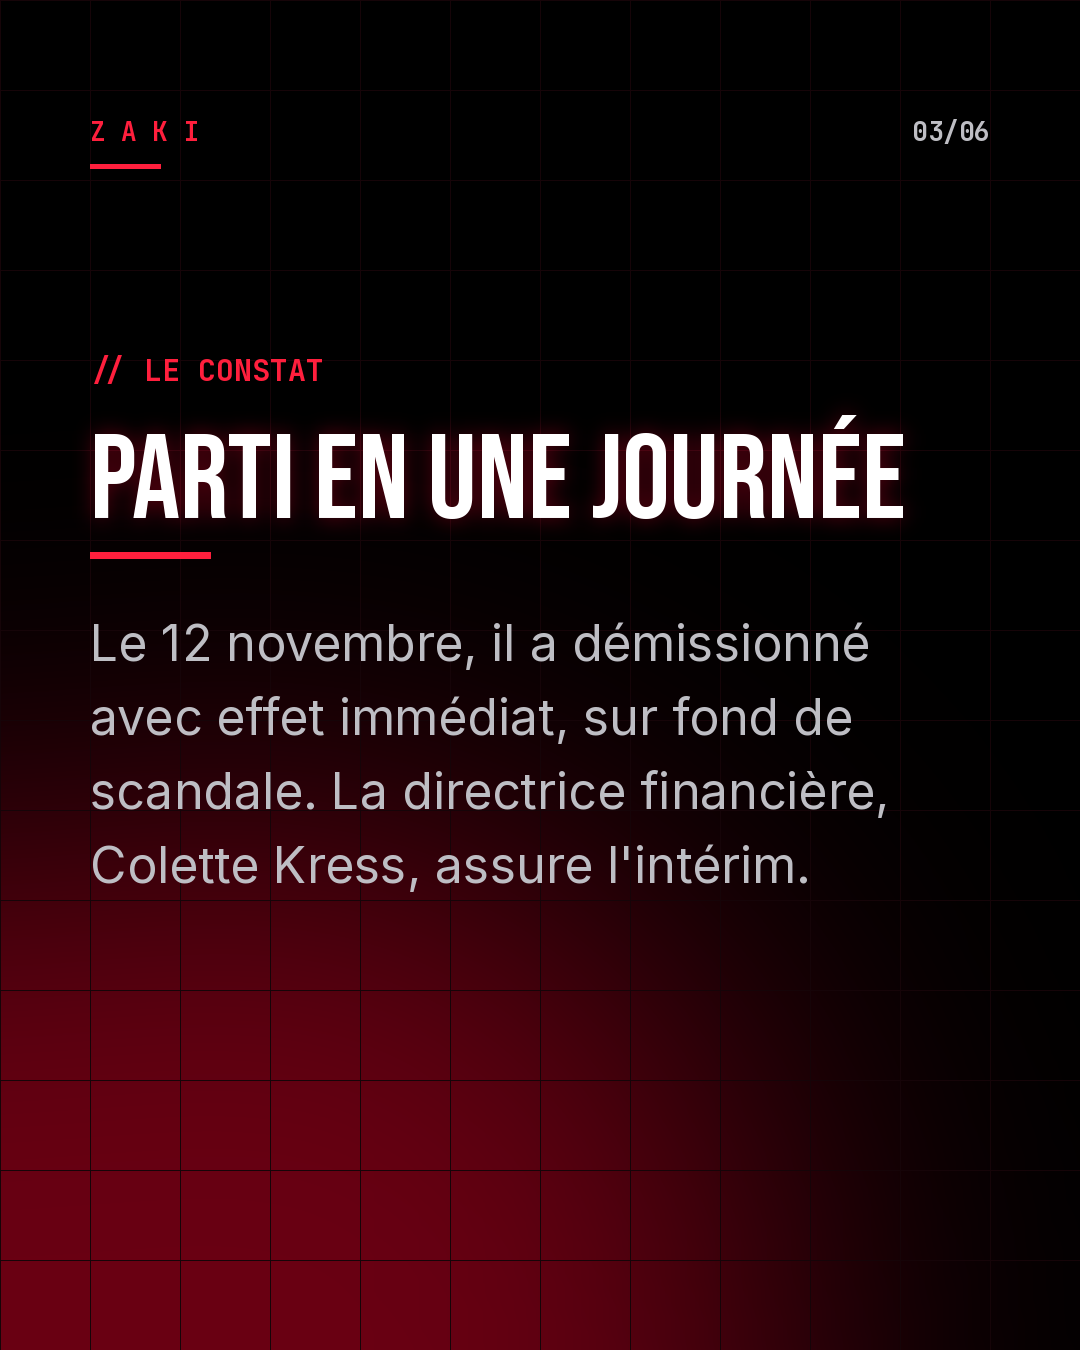 ZAKI
03/06
// LE CONSTAT
PARTI EN UNE JOURNÉE
Le 12 novembre, il a démissionné
avec effet immédiat, sur fond de
scandale. La directrice financière,
Colette Kress, assure l'intérim.